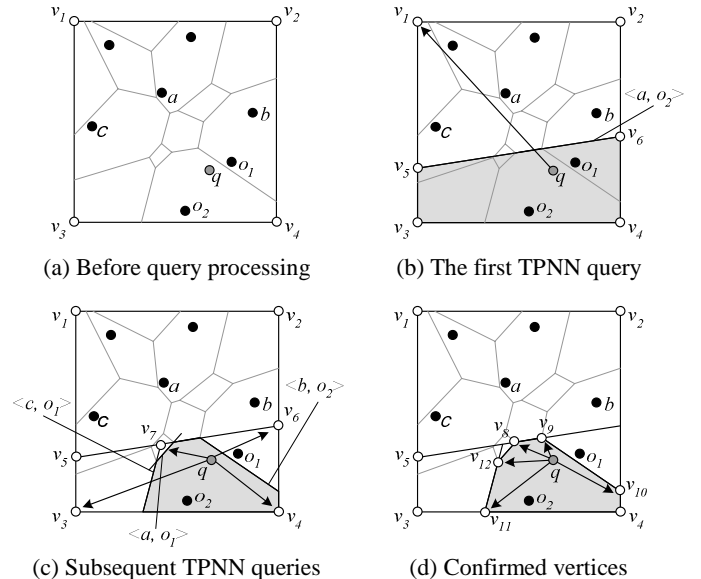 v1 v2
a
b
c
o1
q
o2
v3 v4
(a) Before query processing
v1 v2
<a, o2>
a
b
c
v6
o1
v5
q
o2
v3 v4
(b) The first TPNN query
v1 v2
a
<b, o2>
<c, o1>
c
b
v7
v6
v5
o1
q
o2
v3 v4
<a, o1>
(c) Subsequent TPNN queries
v1 v2
a
b
c
v8 v9
v5
o1
v12
q
v10
o2
v3 v11 v4
(d) Confirmed vertices